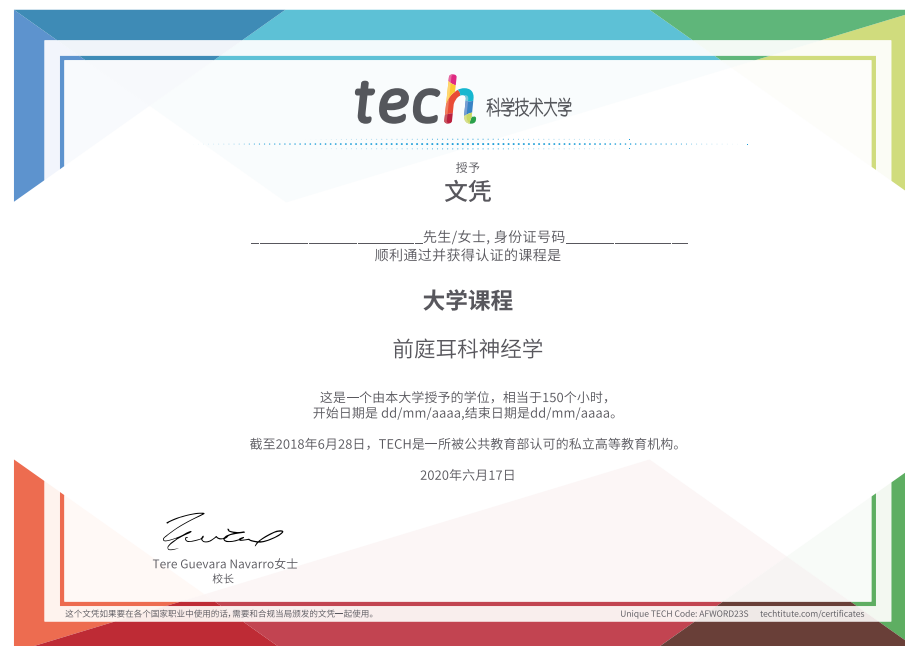 tech 科学技术大学
授予
文凭
______________________先生/女士, 身份证号码________________
顺利通过并获得认证的课程是
大学课程
前庭耳科神经学
这是一个由本大学授予的学位，相当于150个小时，
开始日期是 dd/mm/aaaa,结束日期是dd/mm/aaaa。
截至2018年6月28日，TECH是一所被公共教育部认可的私立高等教育机构。
2020年六月17日
Tere Guevara Navarro女士
校长
这个文凭如果要在各个国家职业中使用的话，需要和合规当局颁发的文凭一起使用。
Unique TECH Code: AFWORD23S techtitute.com/certificates